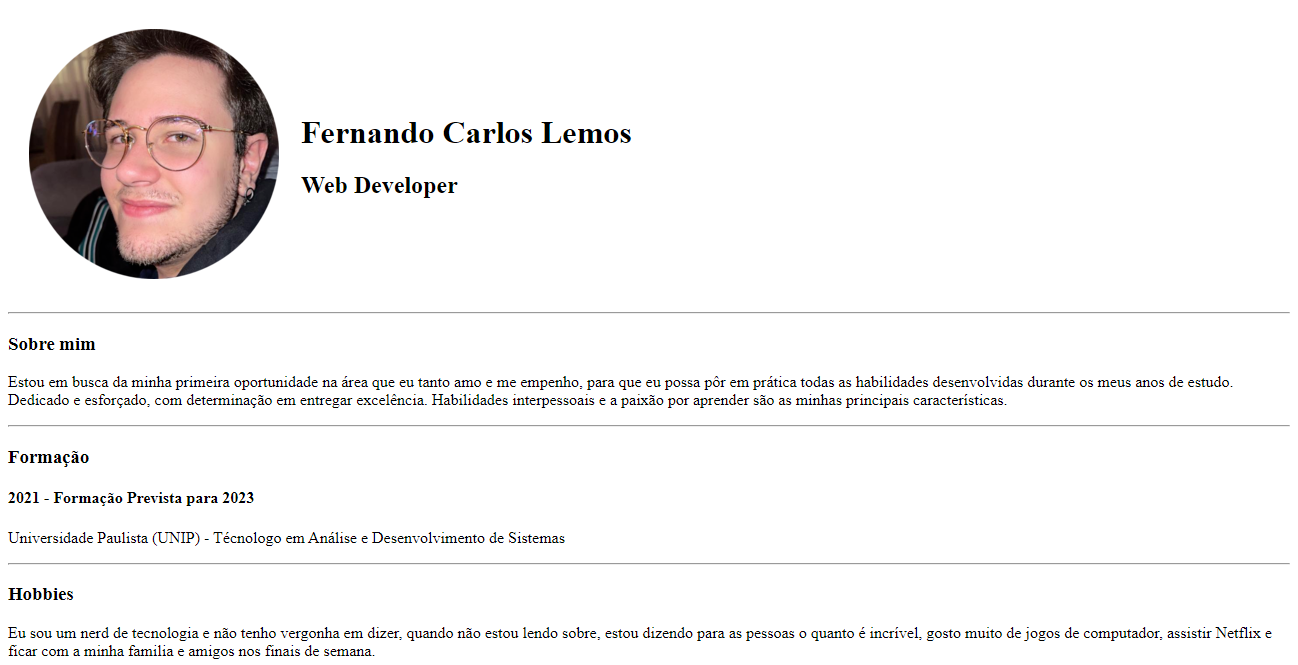 Fernando Carlos Lemos
Web Developer
Sobre mim
Estou em busca da minha primeira oportunidade na área que eu tanto amo e me empenho, para que eu possa pôr em prática todas as habilidades desenvolvidas durante os meus anos de estudo.
Dedicado e esforçado, com determinação em entregar excelência. Habilidades interpessoais e a paixão por aprender são as minhas principais características.
Formação
2021 - Formação Prevista para 2023
Universidade Paulista (UNIP) - Técnologo em Análise e Desenvolvimento de Sistemas
Hobbies
Eu sou um nerd de tecnologia e não tenho vergonha em dizer, quando não estou lendo sobre, estou dizendo para as pessoas o quanto é incrível, gosto muito de jogos de computador, assistir Netflix e
ficar com a minha familia e amigos nos finais de semana.